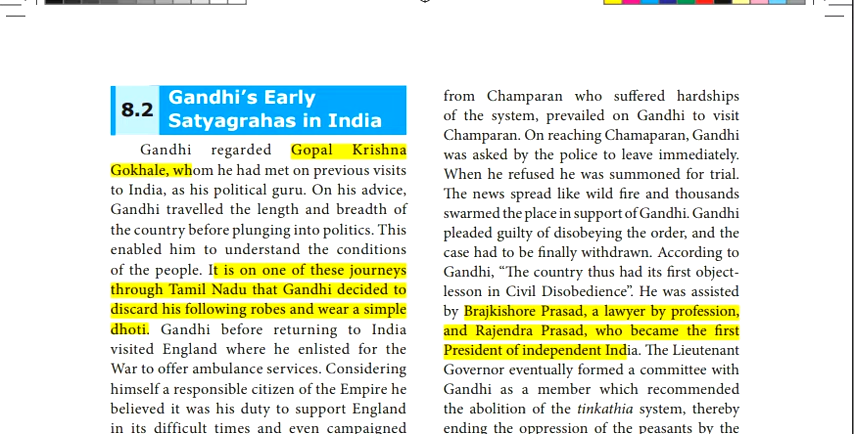 8.2
Gandhi's Early
Satyagrahas in India
Gandhi regarded Gopal Krishna
Gokhale, whom he had met on previous visits
to India, as his political guru. On his advice,
Gandhi travelled the length and breadth of
the country before plunging into politics. This
enabled him to understand the conditions
of the people. It is on one of these journeys
through Tamil Nadu that Gandhi decided to
discard his following robes and wear a simple
dhoti. Gandhi before returning to India
visited England where he enlisted for the
War to offer ambulance services. Considering
himself a responsible citizen of the Empire he
believed it was his duty to support England
in its difficult times and even campaigned
from Champaran who suffered hardships
of the system, prevailed on Gandhi to visit
Champaran. On reaching Chamaparan, Gandhi
was asked by the police to leave immediately.
When he refused he was summoned for trial.
The news spread like wild fire and thousands
swarmed the place in support of Gandhi. Gandhi
pleaded guilty of disobeying the order, and the
case had to be finally withdrawn. According to
Gandhi, “The country thus had its first object-
lesson in Civil Disobedience”. He was assisted
by Brajkishore Prasad, a lawyer by profession,
and Rajendra Prasad, who became the first
President of independent India. The Lieutenant
Governor eventually formed a committee with
Gandhi as a member which recommended
the abolition of the tinkathia system, thereby
ending the oppression of the peasants by the